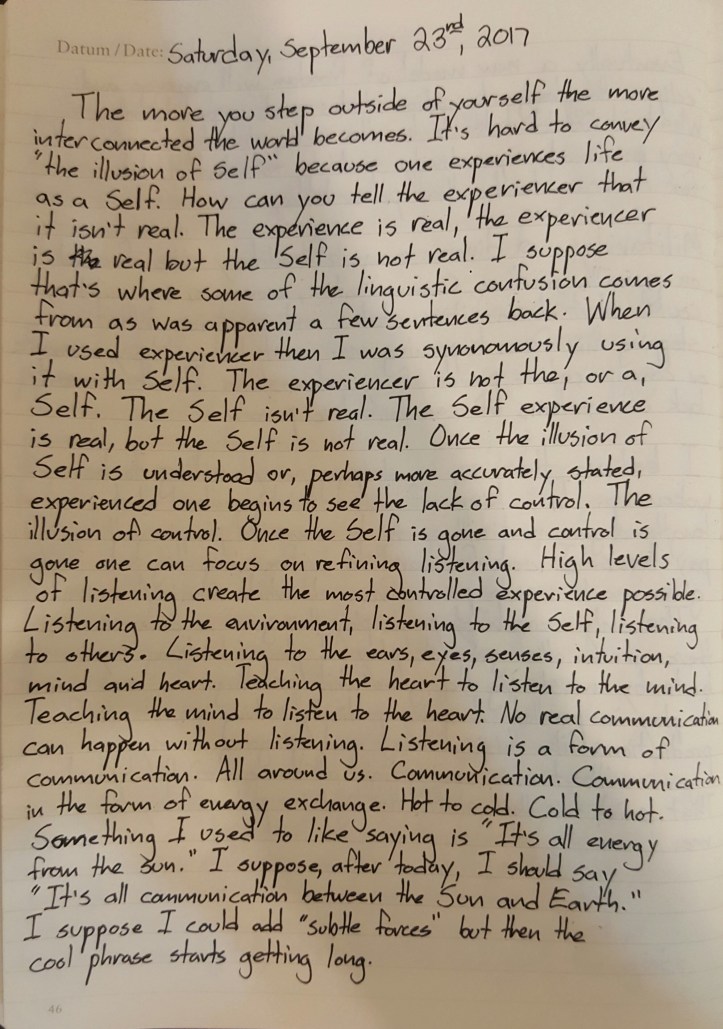 Datum / Date: Saturday, September 23rd, 2017
The more you step outside of yourself the more
interconnected the world becomes. It's hard to convey
"the illusion of Self" because one experiences life
as a Self. How can you tell the experiencer that
it isn't real. The experience is real, the experiencer
is the real but the Self is not real. I suppose
that's where some of the linguistic confusion comes
from as was apparent a few sentences back. When
I used experiencer then I was synonomously using
it with Self. The experiencer is not the, or a,
Self. The Self isn't real. The Self experience
is real, but the Self is not real. Once the illusion of
Self is understood or, perhaps more accurately stated,
experienced one begins to see the lack of control. The
illusion of control. Once the Self is gone and control is
gone one can focus on refining listening. High levels
of listening create the most controlled experience possible.
Listening to the environment, listening to the Self, listening
to others. Listening to the ears, eyes, senses, intuition,
mind and heart. Teaching the heart to listen to the mind.
Teaching the mind to listen to the heart. No real communication
can happen without listening. Listening is a form of
communication. All around us. Communication. Communication
in the form of energy exchange. Hot to cold. Cold to hot.
Something I used to like saying is "It's all energy
from the sun." I suppose, after today, I should say
"It's all communication between the Sun and Earth."
I suppose I could add "subtle forces" but then the
cool phrase starts getting long.
46